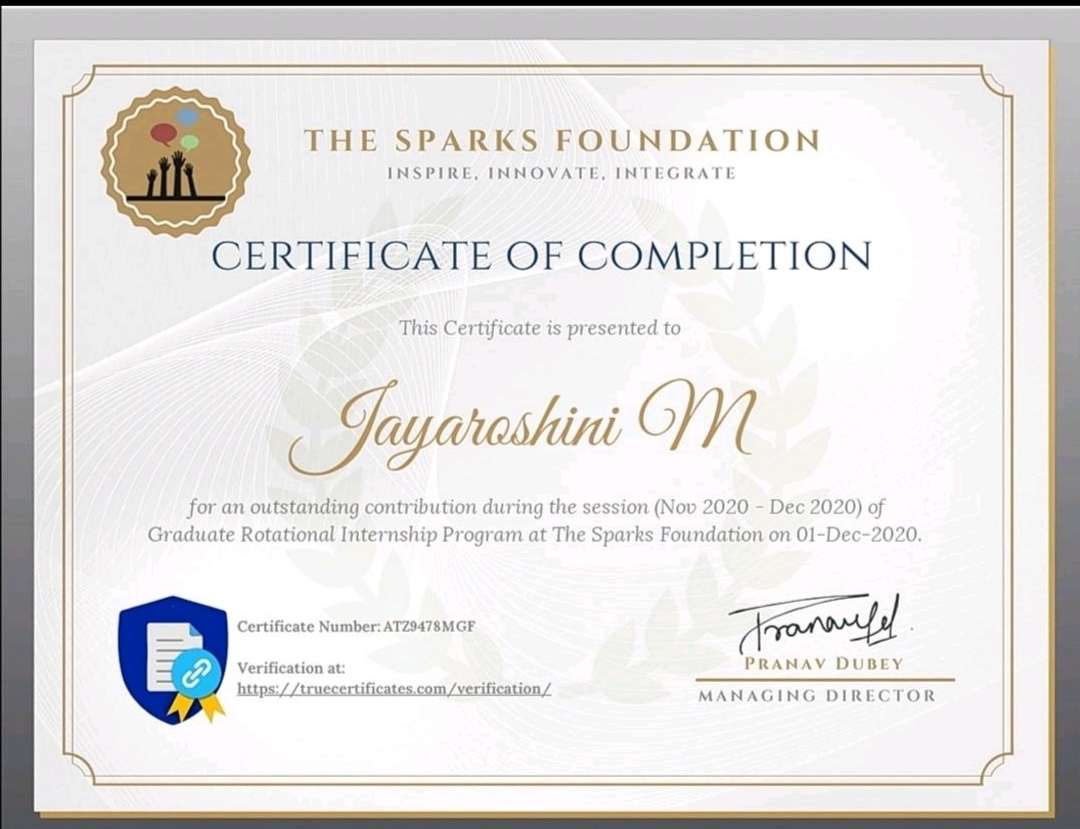 THE SPARKS FOUNDATION
INSPIRE, INNOVATE, INTEGRATE
CERTIFICATE OF COMPLETION
This Certificate is presented to
Jayaroshini M
for an outstanding contribution during the session (Nov 2020 - Dec 2020) of
Graduate Rotational Internship Program at The Sparks Foundation on 01-Dec-2020.
Certificate Number: ATZ9478MGF
Verification at:
https://truecertificates.com/verification/
PRANAV DUBEY
MANAGING DIRECTOR